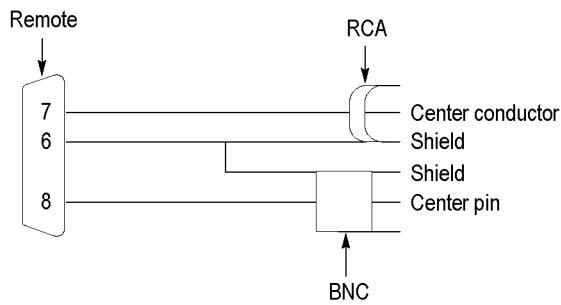 Remote
RCA
7 Center conductor
6 Shield
Shield
8 Center pin
BNC